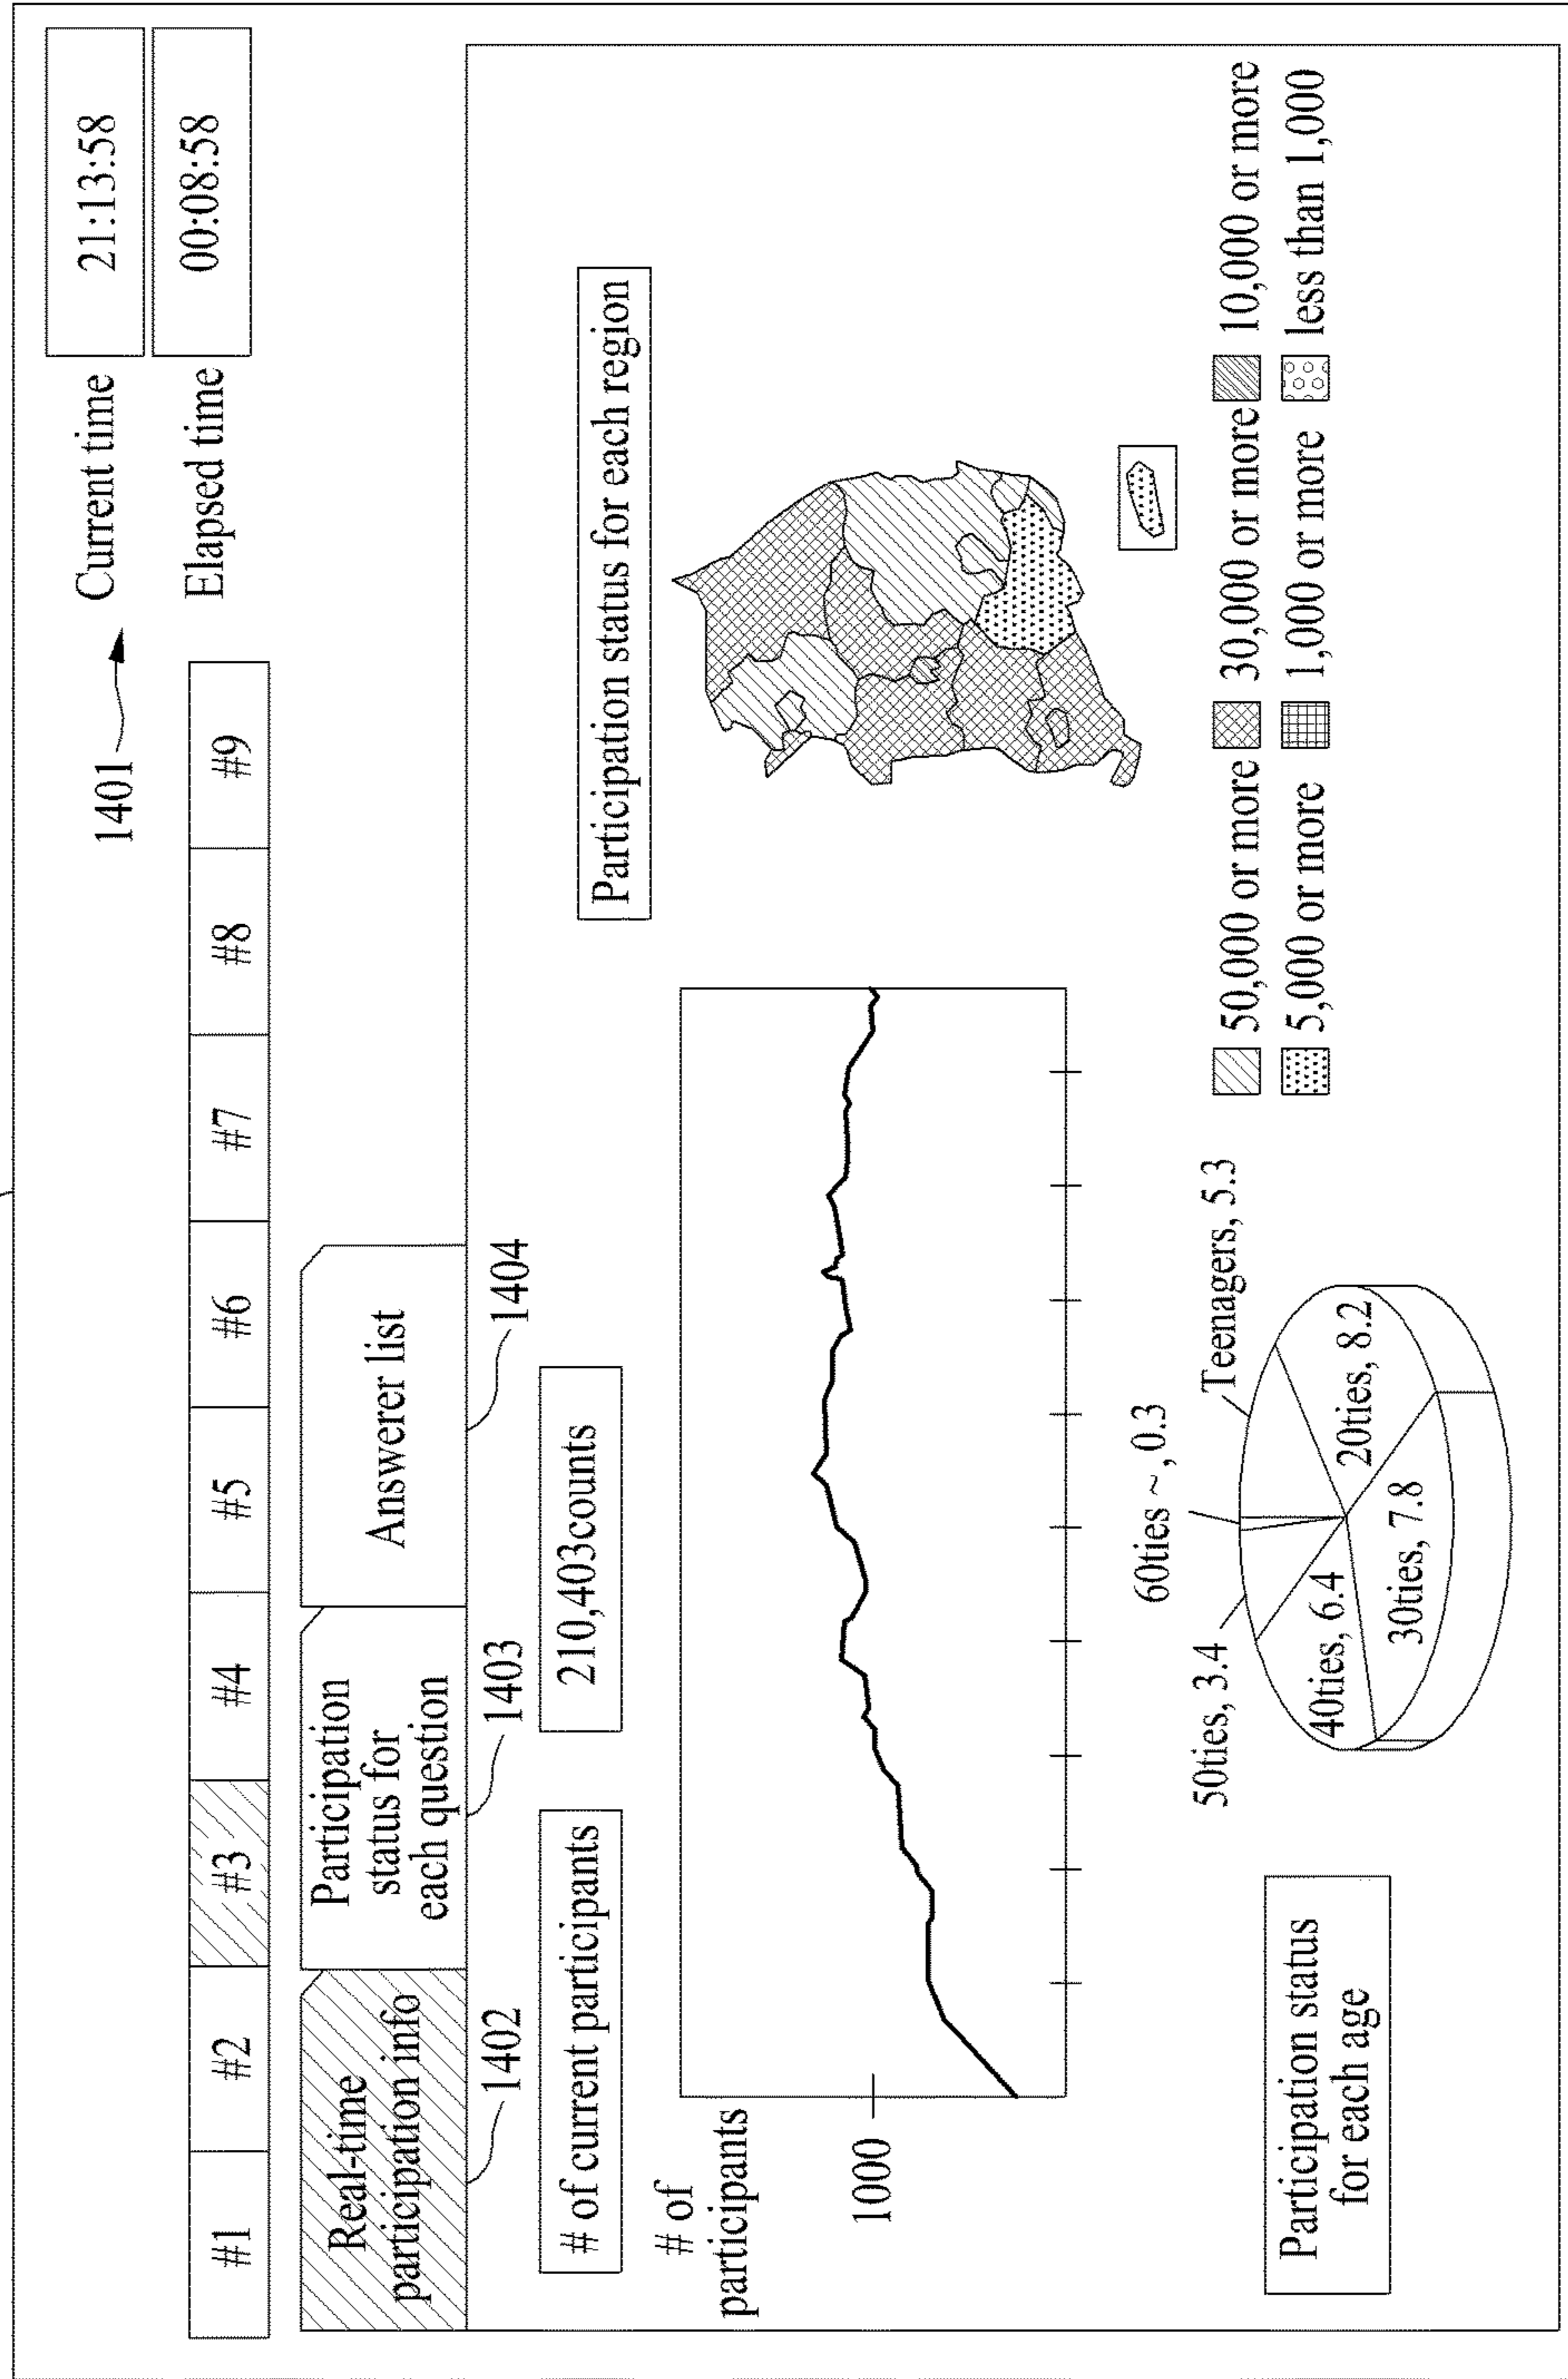 1401
Current time
21:13:58
Elapsed time
00:08:58
#1 #2 #3 #4 #5 #6 #7 #8 #9
Real-time
participation info
Participation
status for
each question
Answerer list
1402
1403
1404
# of current participants
210,403counts
Participation status for each region
# of
participants
1000
Participation status
for each age
50ties, 3.4
60ties ~, 0.3
Teenagers, 5.3
40ties, 6.4
20ties, 8.2
30ties, 7.8
50,000 or more
30,000 or more
10,000 or more
5,000 or more
1,000 or more
less than 1,000